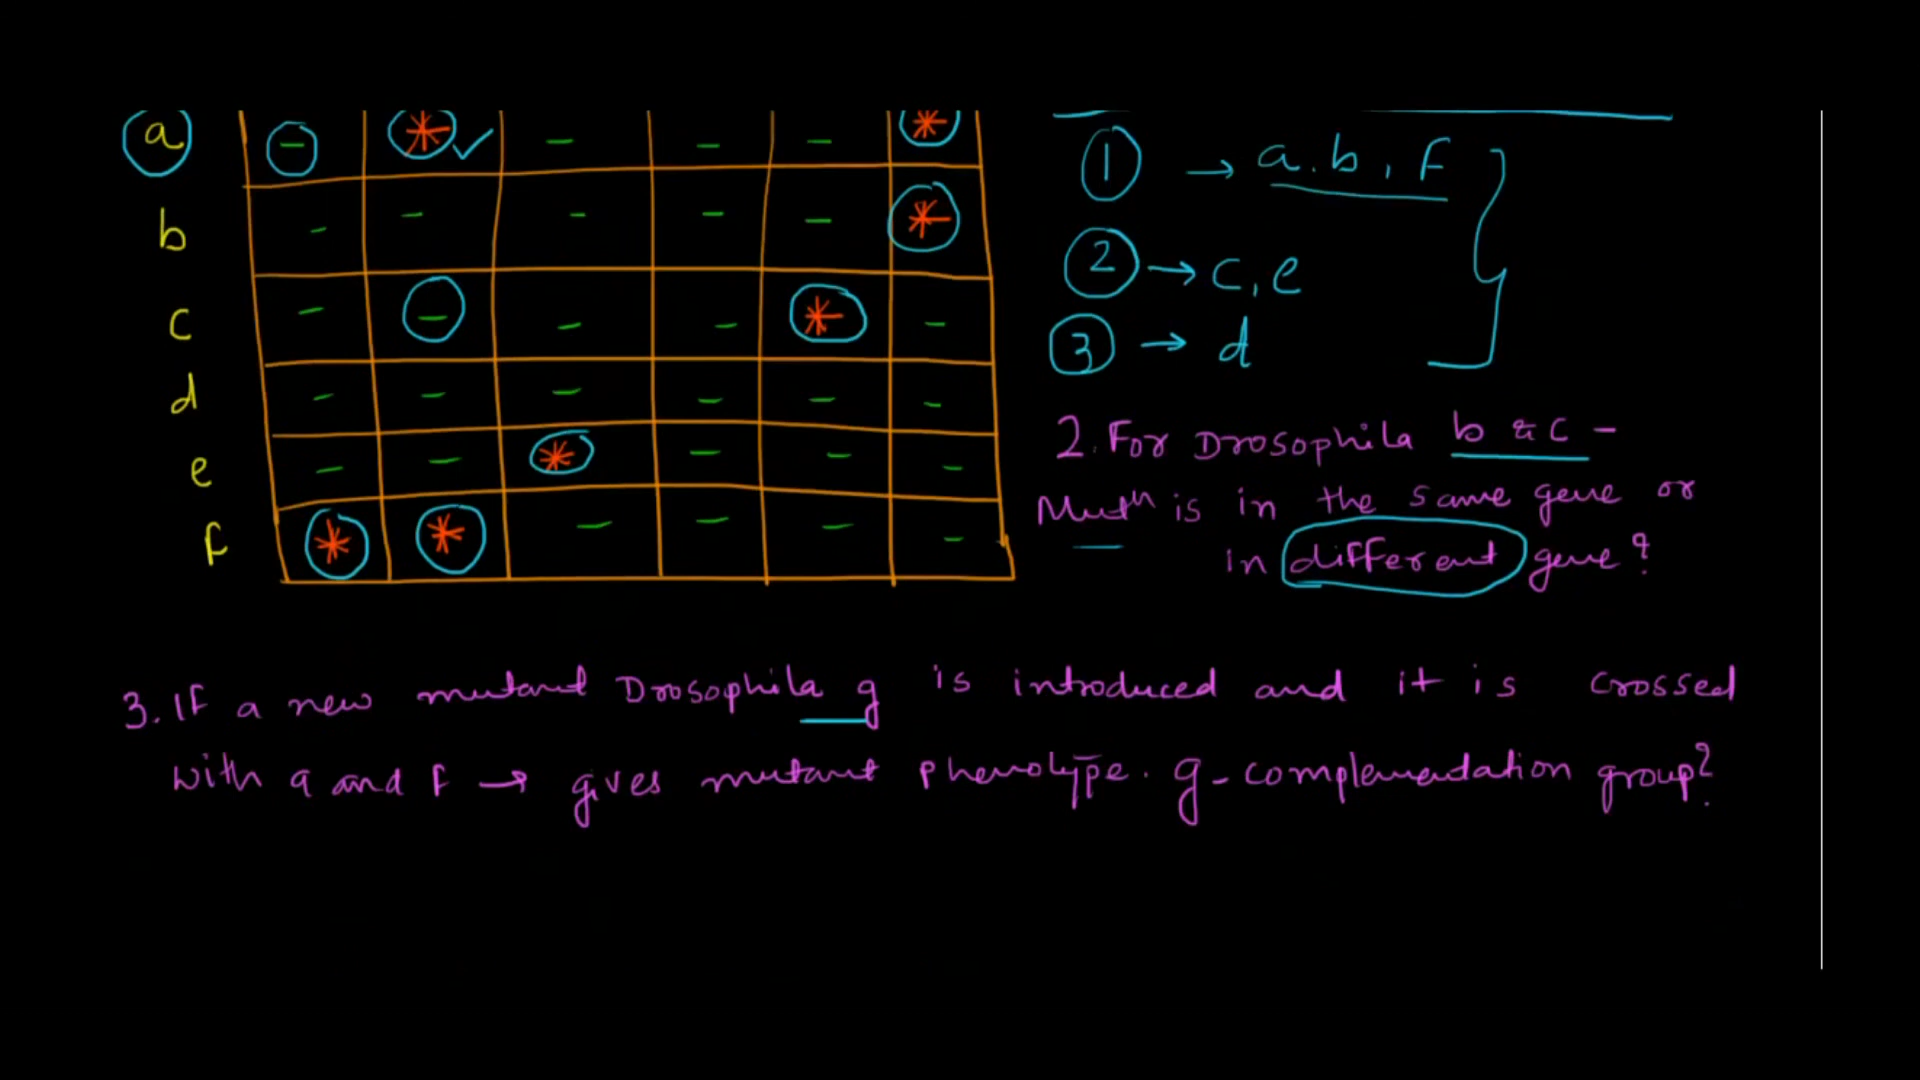 a - * ✓ - - - *
b - - - - - *
c - - - - * -
d - - - - - -
e - - * - - -
f * * - - - -
1 → a.b, f
2 → c, e
3 → d
2. For Drosophila b & c -
Mutⁿ is in the same gene or
in different gene?
3. If a new mutant Drosophila g is introduced and it is crossed
with a and f → gives mutant phenotype. g - complementation group?